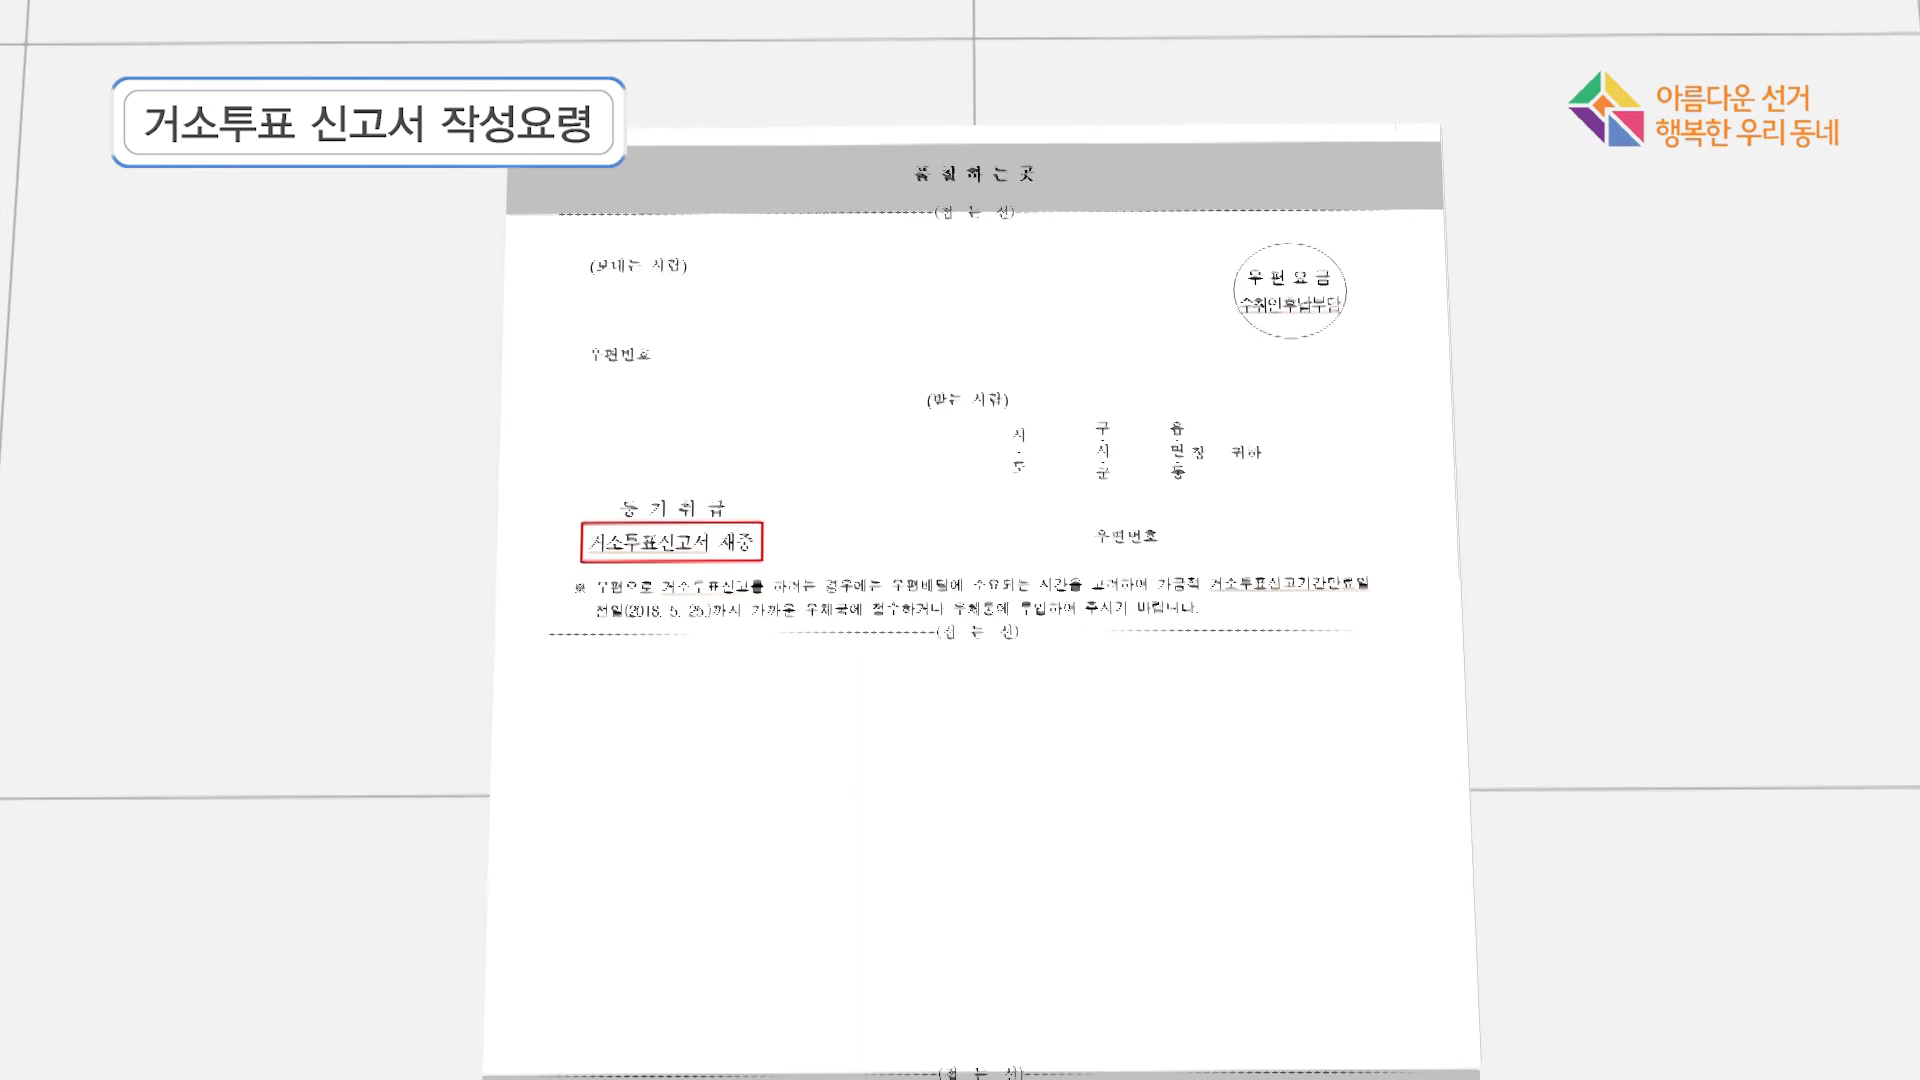 거소투표 신고서 작성요령
아름다운 선거
행복한 우리 동네
풀칠하는곳
(접 는 선)
(보내는 사람)
우편요금
수취인후납부담
우편번호
(받는 사람)
시 구 읍
· 시 면 장 귀하
도 군 동
등기취급
거소투표신고서 재중
우편번호
※ 우편으로 거소투표신고를 하려는 경우에는 우편배달에 소요되는 시간을 고려하여 가급적 거소투표신고기간만료일
전일(2018. 5. 25.)까지 가까운 우체국에 접수하거나 우체통에 투입하여 주시기 바랍니다.
(접 는 선)
(접 는 선)